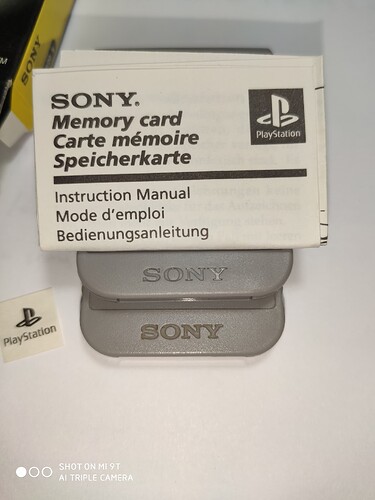 SONY
SONY®
Memory card
Carte mémoire
Speicherkarte
PlayStation
Instruction Manual
Mode d'emploi
Bedienungsanleitung
SONY
SONY
PlayStation
SHOT ON MI 9T
AI TRIPLE CAMERA